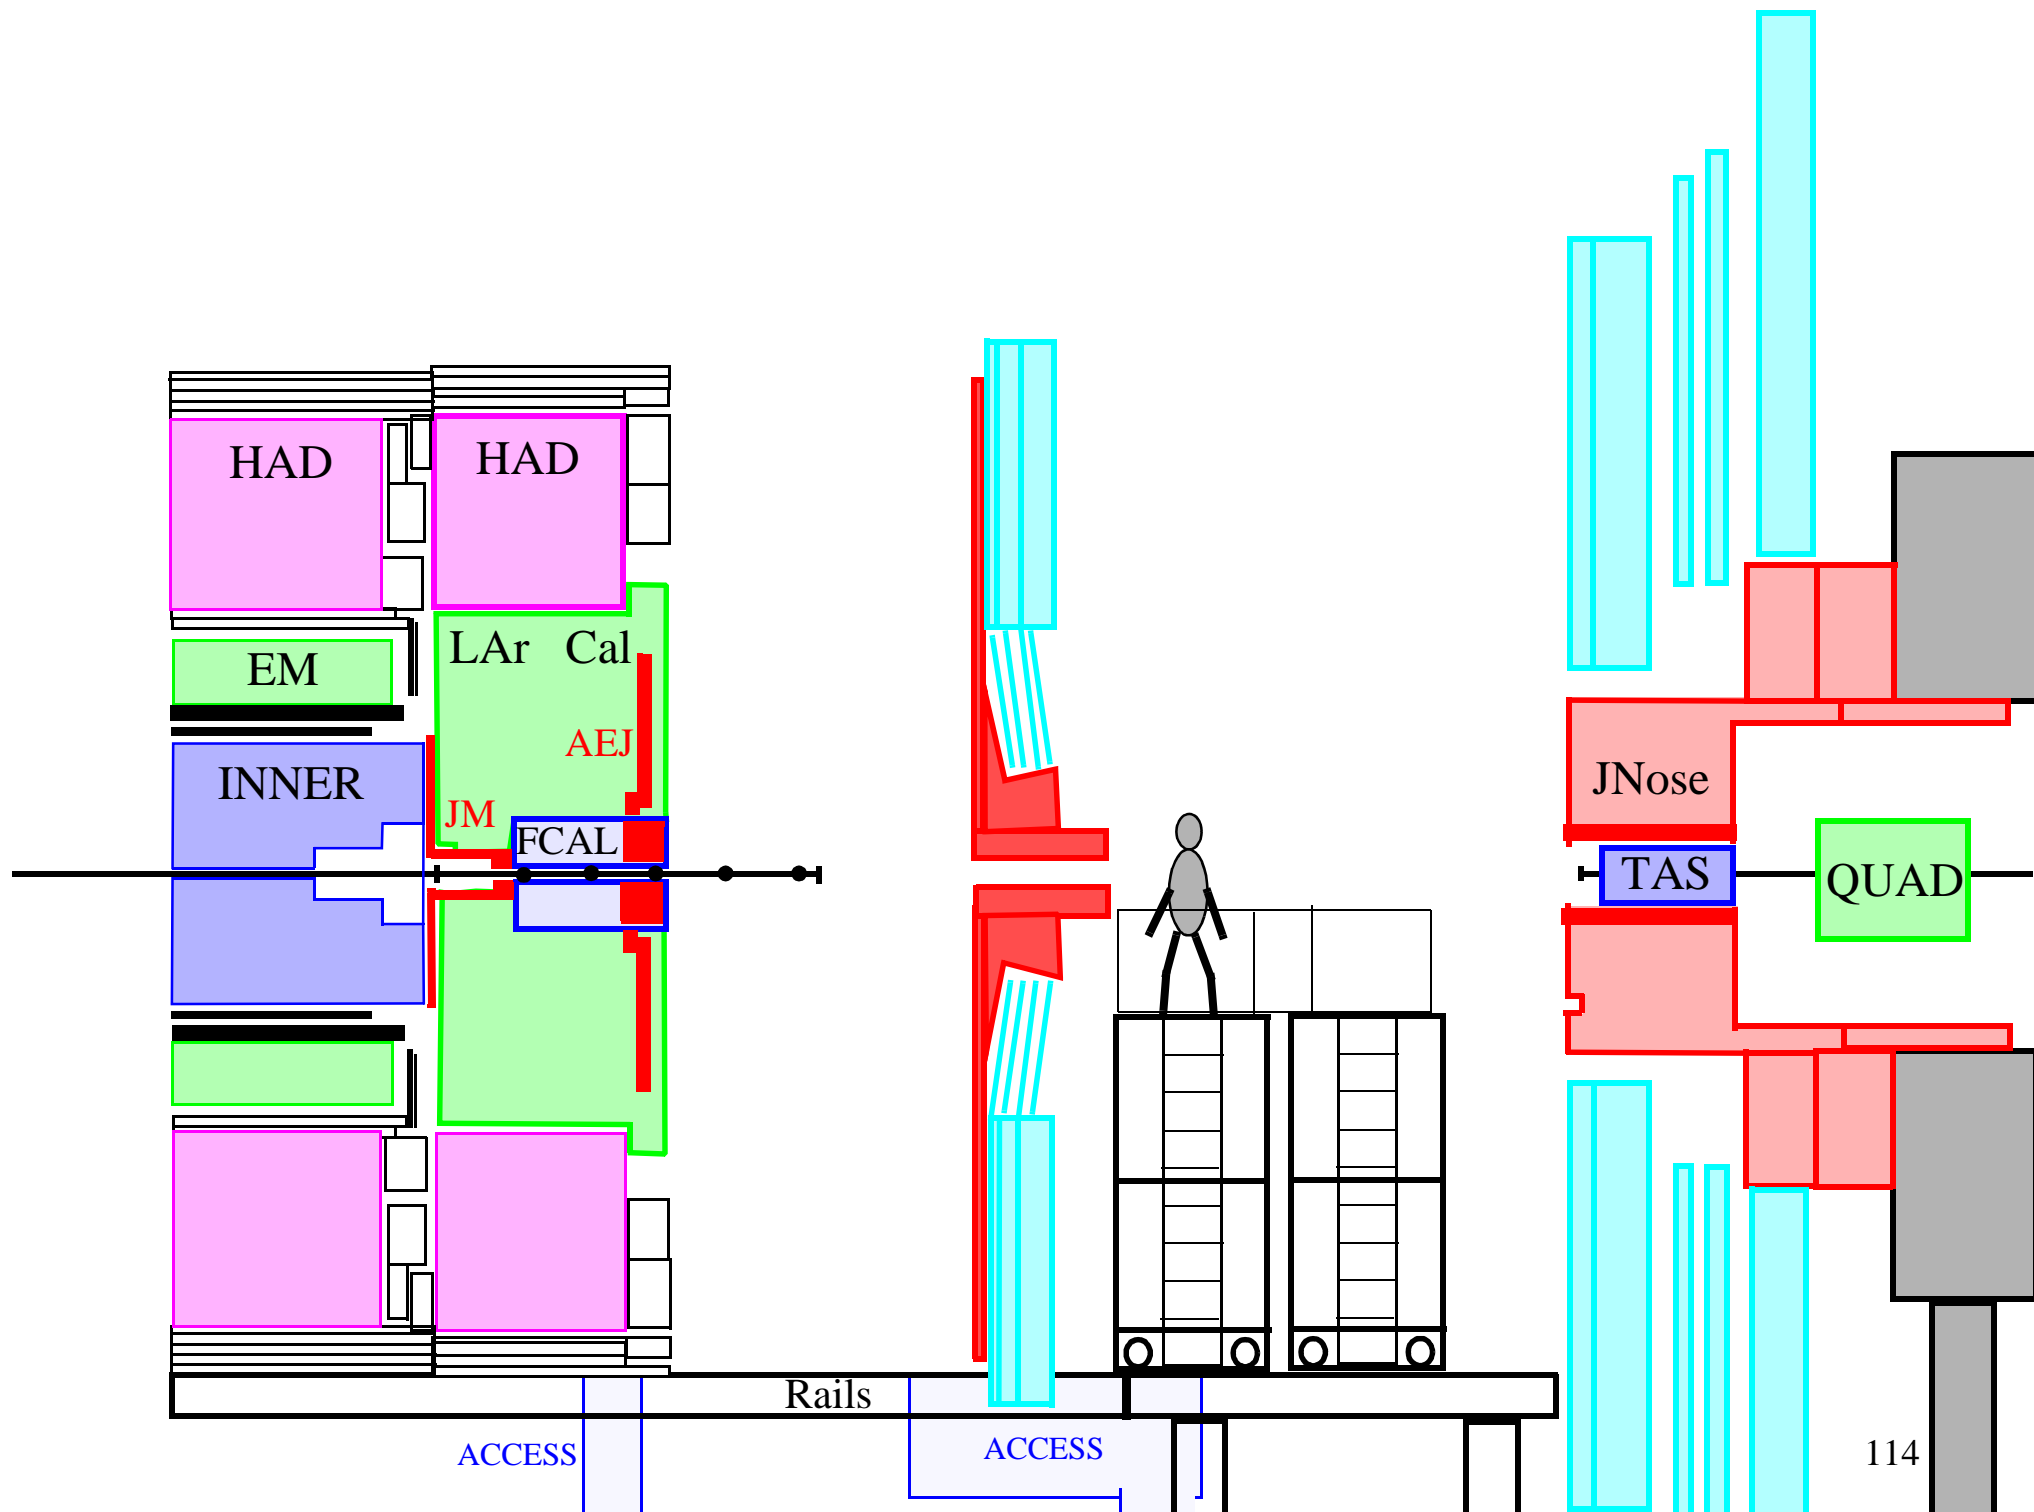 HAD
HAD
LAr Cal
EM
AEJ
INNER
JNose
JM
FCAL
TAS
QUAD
Rails
ACCESS
ACCESS
114